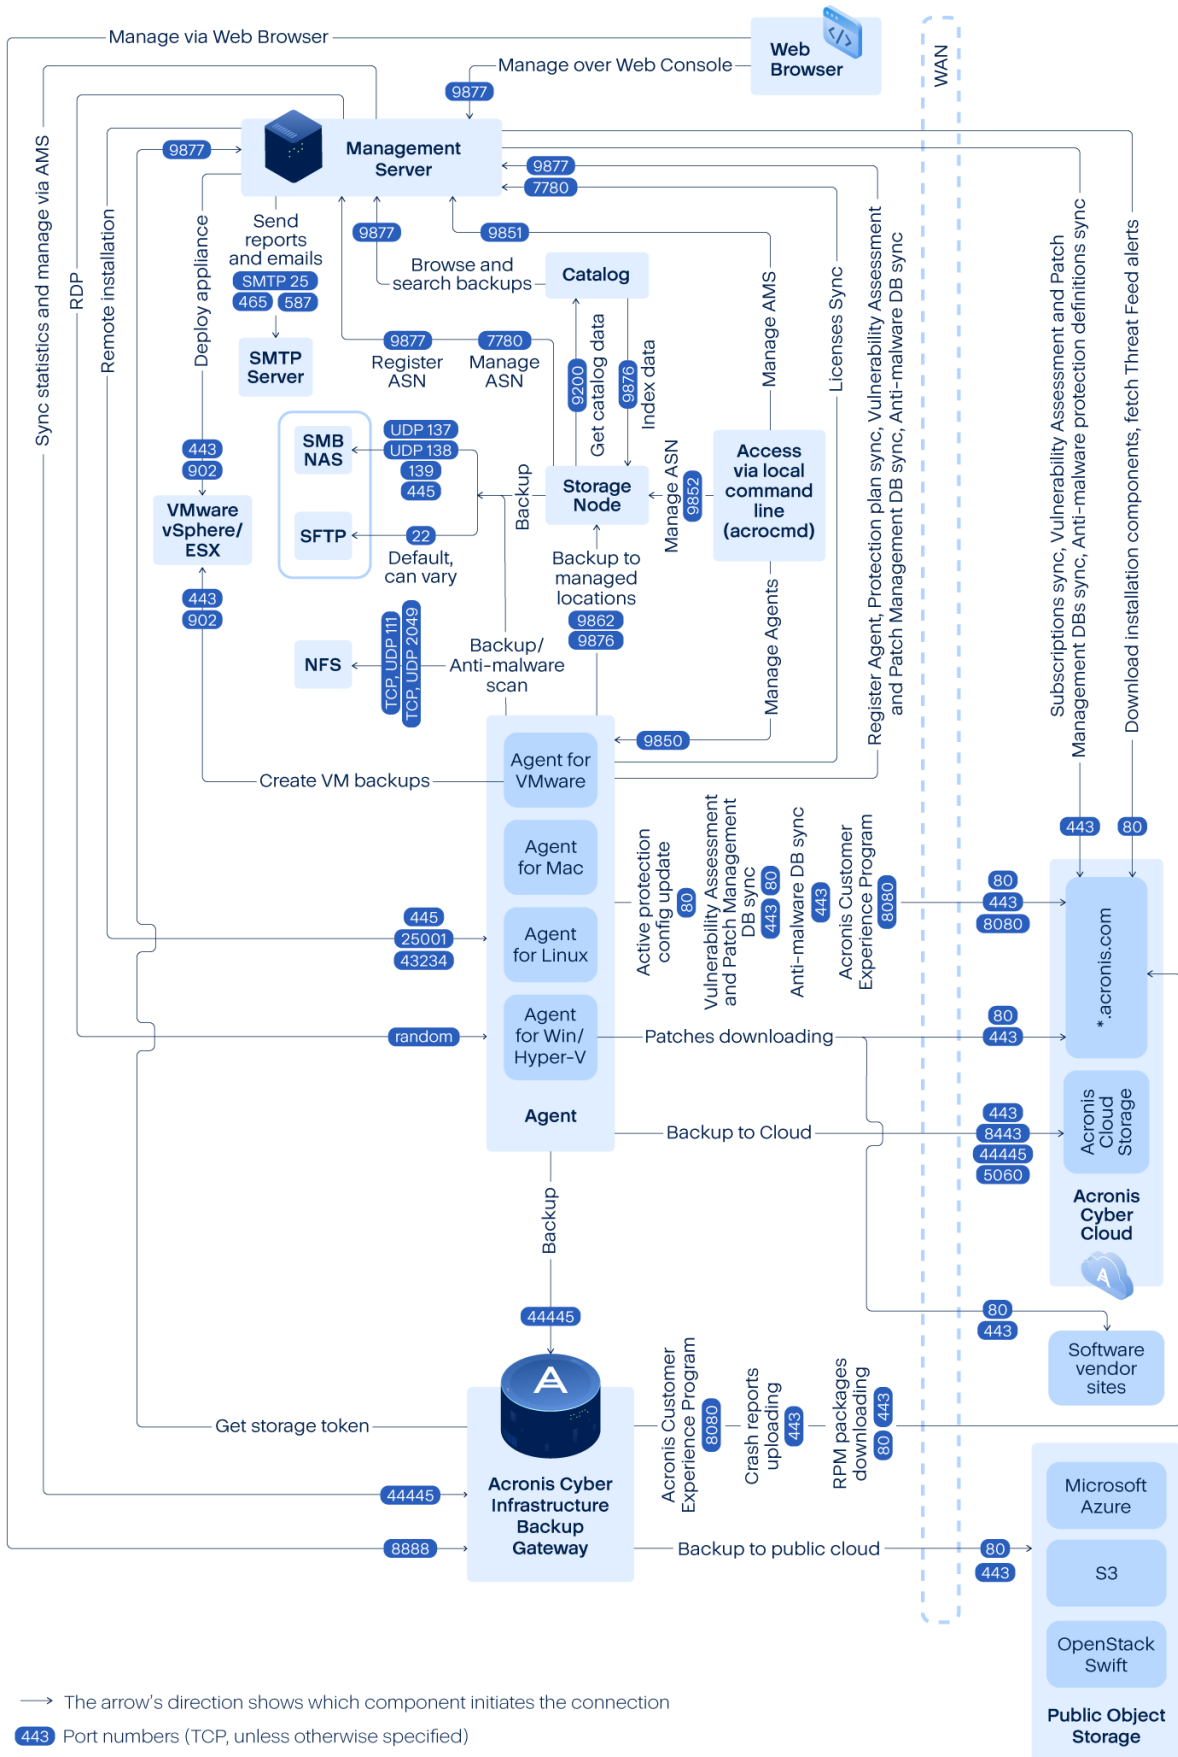 Manage via Web Browser
Web
Browser
Manage over Web Console
9877
WAN
Management
Server
9877
9877
7780
Sync statistics and manage via AMS
RDP
Remote installation
Deploy appliance
Send
reports
and emails
SMTP 25
465
587
SMTP
Server
9877
9851
Browse and
search backups
Catalog
9877
Register
ASN
7780
Manage
ASN
9200
Get catalog data
9876
Index data
Manage AMS
Licenses Sync
Register Agent, Protection plan sync, Vulnerability Assessment
and Patch Management DB sync, Anti-malware DB sync
Subscriptions sync, Vulnerability Assessment and Patch
Management DBs sync, Anti-malware protection definitions sync
Download installation components, fetch Threat Feed alerts
443
902
VMware
vSphere/
ESX
443
902
SMB
NAS
UDP 137
UDP 138
139
445
SFTP
22
Default,
can vary
Backup
Storage
Node
Manage ASN
9852
Access
via local
command
line
(acrocmd)
Backup to
managed
locations
9862
9876
NFS
TCP, UDP 111
TCP, UDP 2049
Backup/
Anti-malware
scan
Manage Agents
9850
Create VM backups
Agent for
VMware
Agent
for Mac
Agent
for Linux
Agent
for Win/
Hyper-V
Agent
445
25001
43234
random
Active protection
config update
80
Vulnerability Assessment
and Patch Management
DB sync
443
80
Anti-malware DB sync
443
Acronis Customer
Experience Program
8080
443
80
80
443
8080
*.acronis.com
Patches downloading
80
443
Backup to Cloud
443
8443
44445
5060
Acronis
Cloud
Storage
Acronis
Cyber
Cloud
Backup
44445
80
443
Software
vendor
sites
Get storage token
Acronis Customer
Experience Program
8080
Crash reports
uploading
443
RPM packages
downloading
80
443
Acronis Cyber
Infrastructure
Backup
Gateway
44445
8888
Backup to public cloud
80
443
Microsoft
Azure
S3
OpenStack
Swift
Public Object
Storage
The arrow's direction shows which component initiates the connection
443
Port numbers (TCP, unless otherwise specified)